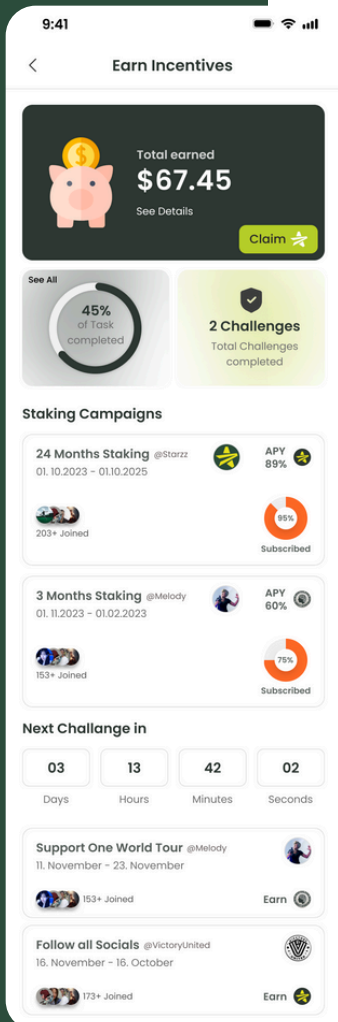 9:41
Earn Incentives
Total earned
$67.45
See Details
Claim
See All
45%
of Task
completed
2 Challenges
Total Challenges
completed
Staking Campaigns
24 Months Staking @Starzz
APY
89%
01. 10.2023 - 01.10.2025
203+ Joined
95%
Subscribed
3 Months Staking @Melody
APY
60%
01. 11.2023 - 01.02.2023
153+ Joined
75%
Subscribed
Next Challange in
03 13 42 02
Days Hours Minutes Seconds
Support One World Tour @Melody
11. November - 23. November
153+ Joined Earn
Follow all Socials @VictoryUnited
16. November - 16. October
173+ Joined Earn